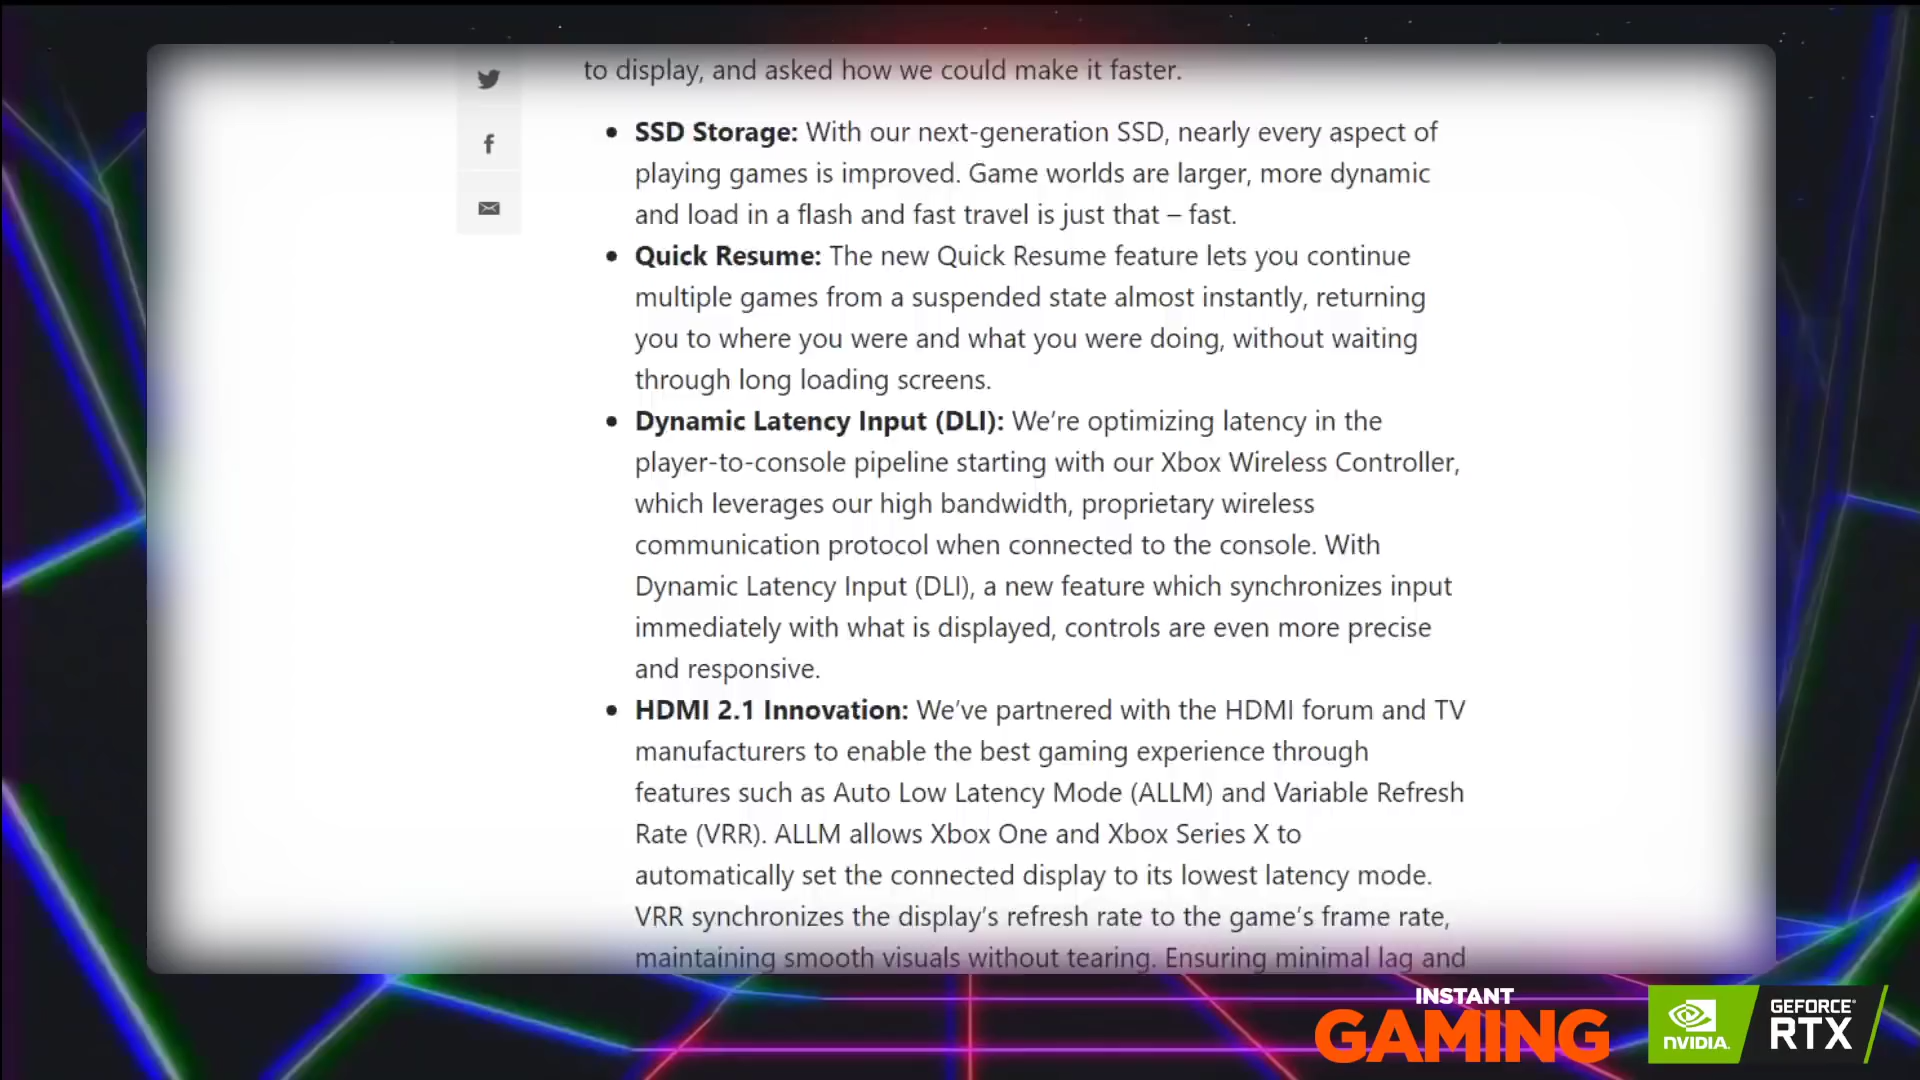 to display, and asked how we could make it faster.
• SSD Storage: With our next-generation SSD, nearly every aspect of
playing games is improved. Game worlds are larger, more dynamic
and load in a flash and fast travel is just that – fast.
• Quick Resume: The new Quick Resume feature lets you continue
multiple games from a suspended state almost instantly, returning
you to where you were and what you were doing, without waiting
through long loading screens.
• Dynamic Latency Input (DLI): We’re optimizing latency in the
player-to-console pipeline starting with our Xbox Wireless Controller,
which leverages our high bandwidth, proprietary wireless
communication protocol when connected to the console. With
Dynamic Latency Input (DLI), a new feature which synchronizes input
immediately with what is displayed, controls are even more precise
and responsive.
• HDMI 2.1 Innovation: We’ve partnered with the HDMI forum and TV
manufacturers to enable the best gaming experience through
features such as Auto Low Latency Mode (ALLM) and Variable Refresh
Rate (VRR). ALLM allows Xbox One and Xbox Series X to
automatically set the connected display to its lowest latency mode.
VRR synchronizes the display’s refresh rate to the game’s frame rate,
maintaining smooth visuals without tearing. Ensuring minimal lag and
INSTANT
GAMING
NVIDIA.
GEFORCE
RTX